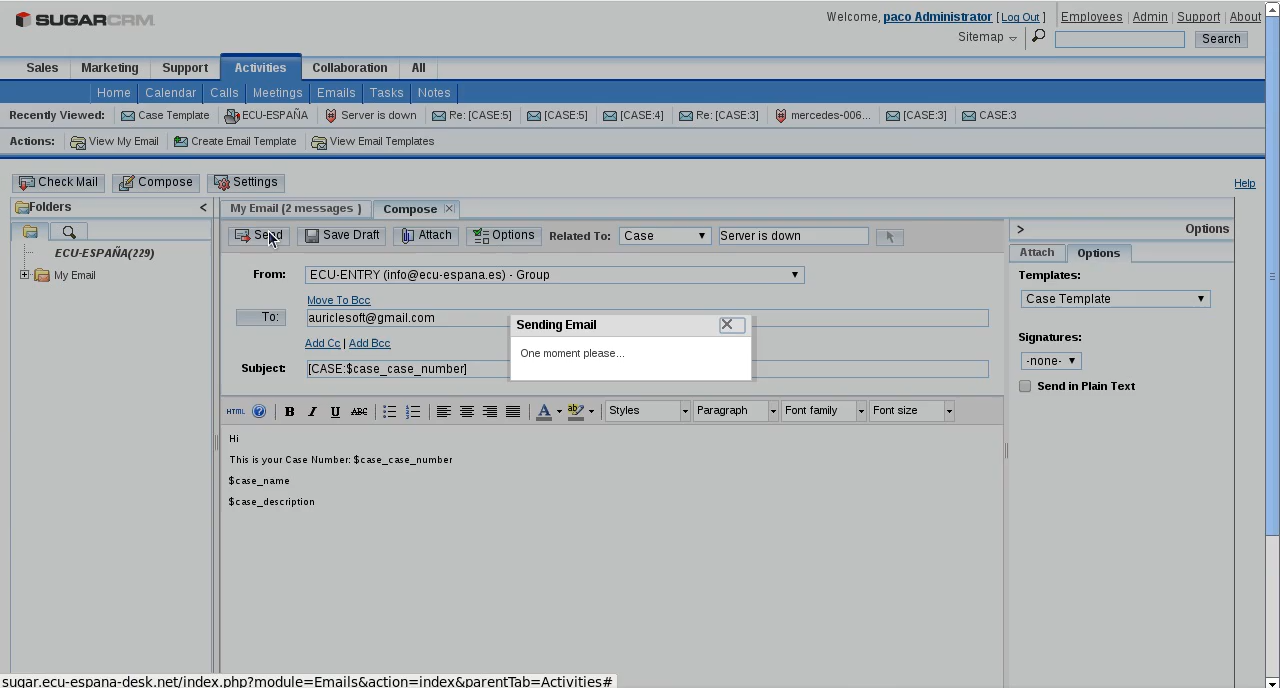 SUGARCRM
Welcome, paco Administrator [ Log Out ] Employees | Admin | Support | About
Sitemap Search
Sales Marketing Support Activities Collaboration All
Home Calendar Calls Meetings Emails Tasks Notes
Recently Viewed: Case Template ECU-ESPAÑA Server is down Re: [CASE:5] [CASE:5] [CASE:4] Re: [CASE:3] mercedes-006... [CASE:3] CASE:3
Actions: View My Email Create Email Template View Email Templates
Check Mail Compose Settings Help
Folders < My Email (2 messages ) Compose
Send Save Draft Attach Options Related To: Case Server is down > Options
ECU-ESPAÑA(229) Attach Options
My Email From: ECU-ENTRY (info@ecu-espana.es) - Group Templates:
Move To Bcc Case Template
To: auriclesoft@gmail.com
Sending Email
Add Cc | Add Bcc Signatures:
One moment please...
Subject: [CASE:$case_case_number] -none-
Send in Plain Text
HTML ? B I U ABC A ab Styles Paragraph Font family Font size
Hi
This is your Case Number: $case_case_number
$case_name
$case_description
sugar.ecu-espana-desk.net/index.php?module=Emails&action=index&parentTab=Activities#